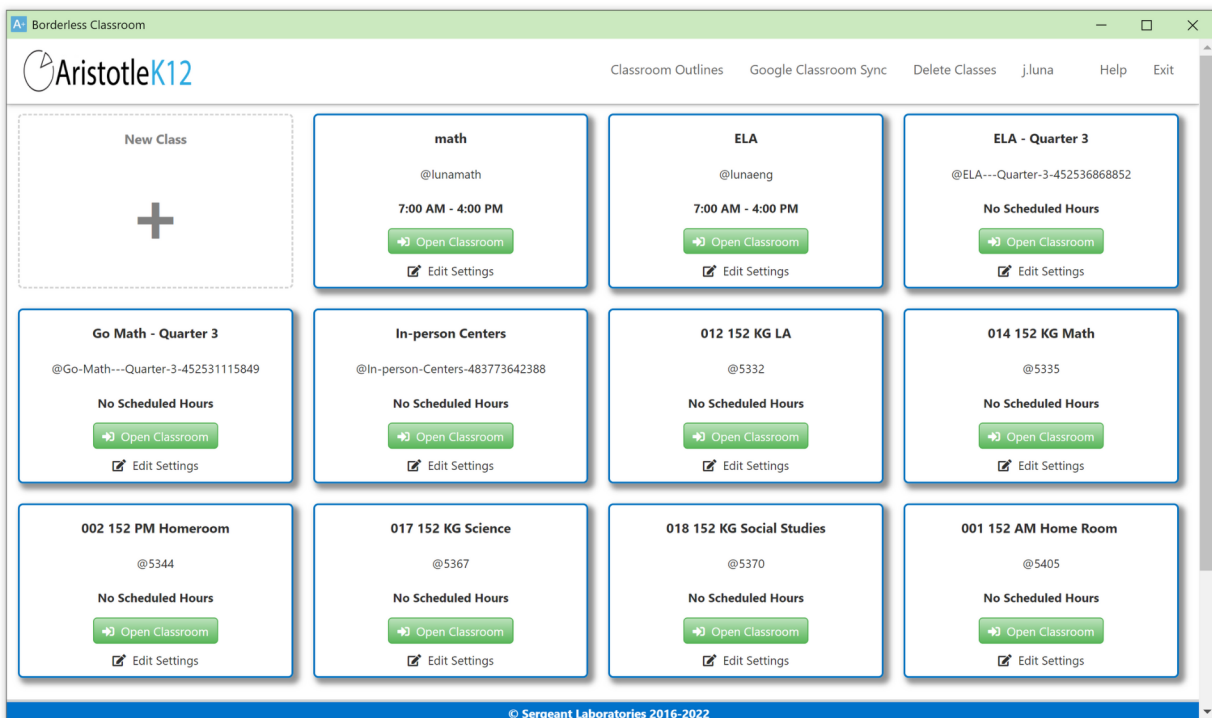 A+ Borderless Classroom
AristotleK12
Classroom Outlines Google Classroom Sync Delete Classes j.luna Help Exit
New Class
math
@lunamath
7:00 AM - 4:00 PM
Open Classroom
Edit Settings
ELA
@lunaeng
7:00 AM - 4:00 PM
Open Classroom
Edit Settings
ELA - Quarter 3
@ELA---Quarter-3-452536868852
No Scheduled Hours
Open Classroom
Edit Settings
Go Math - Quarter 3
@Go-Math---Quarter-3-452531115849
No Scheduled Hours
Open Classroom
Edit Settings
In-person Centers
@In-person-Centers-483773642388
No Scheduled Hours
Open Classroom
Edit Settings
012 152 KG LA
@5332
No Scheduled Hours
Open Classroom
Edit Settings
014 152 KG Math
@5335
No Scheduled Hours
Open Classroom
Edit Settings
002 152 PM Homeroom
@5344
No Scheduled Hours
Open Classroom
Edit Settings
017 152 KG Science
@5367
No Scheduled Hours
Open Classroom
Edit Settings
018 152 KG Social Studies
@5370
No Scheduled Hours
Open Classroom
Edit Settings
001 152 AM Home Room
@5405
No Scheduled Hours
Open Classroom
Edit Settings
© Sergeant Laboratories 2016-2022